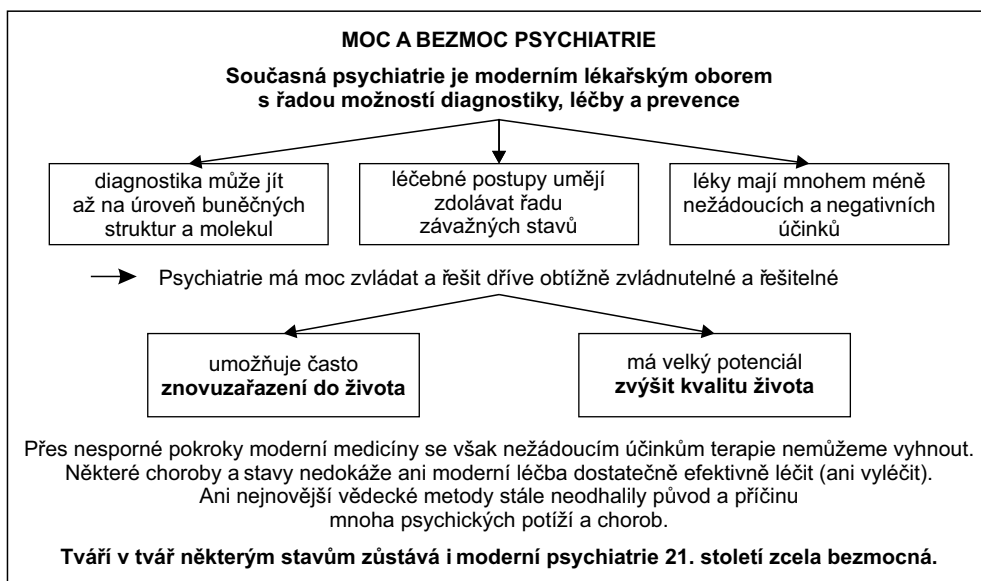 MOC A BEZMOC PSYCHIATRIE
Současná psychiatrie je moderním lékařským oborem
s řadou možností diagnostiky, léčby a prevence
diagnostika může jít
až na úroveň buněčných
struktur a molekul
léčebné postupy umějí
zdolávat řadu
závažných stavů
léky mají mnohem méně
nežádoucích a negativních
účinků
Psychiatrie má moc zvládat a řešit dříve obtížně zvládnutelné a řešitelné
umožňuje často
znovuzařazení do života
má velký potenciál
zvýšit kvalitu života
Přes nesporné pokroky moderní medicíny se však nežádoucím účinkům terapie nemůžeme vyhnout.
Některé choroby a stavy nedokáže ani moderní léčba dostatečně efektivně léčit (ani vyléčit).
Ani nejnovější vědecké metody stále neodhalily původ a příčinu
mnoha psychických potíží a chorob.
Tváří v tvář některým stavům zůstává i moderní psychiatrie 21. století zcela bezmocná.